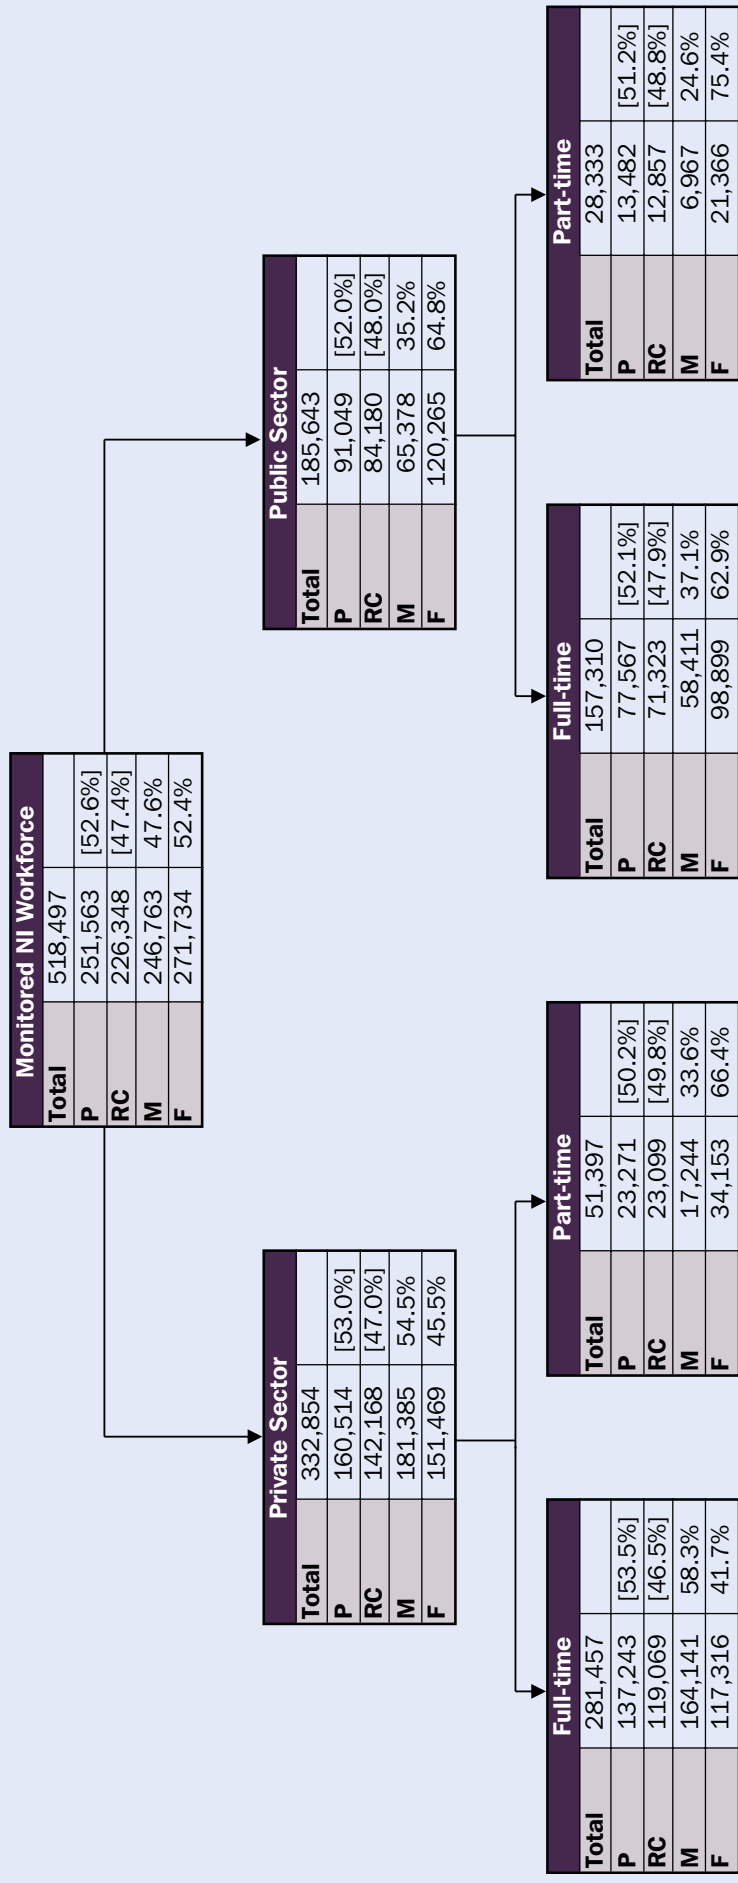 Monitored NI Workforce
Total 518,497
P 251,563 [52.6%]
RC 226,348 [47.4%]
M 246,763 47.6%
F 271,734 52.4%
Private Sector
Total 332,854
P 160,514 [53.0%]
RC 142,168 [47.0%]
M 181,385 54.5%
F 151,469 45.5%
Public Sector
Total 185,643
P 91,049 [52.0%]
RC 84,180 [48.0%]
M 65,378 35.2%
F 120,265 64.8%
Full-time
Total 281,457
P 137,243 [53.5%]
RC 119,069 [46.5%]
M 164,141 58.3%
F 117,316 41.7%
Part-time
Total 51,397
P 23,271 [50.2%]
RC 23,099 [49.8%]
M 17,244 33.6%
F 34,153 66.4%
Full-time
Total 157,310
P 77,567 [52.1%]
RC 71,323 [47.9%]
M 58,411 37.1%
F 98,899 62.9%
Part-time
Total 28,333
P 13,482 [51.2%]
RC 12,857 [48.8%]
M 6,967 24.6%
F 21,366 75.4%